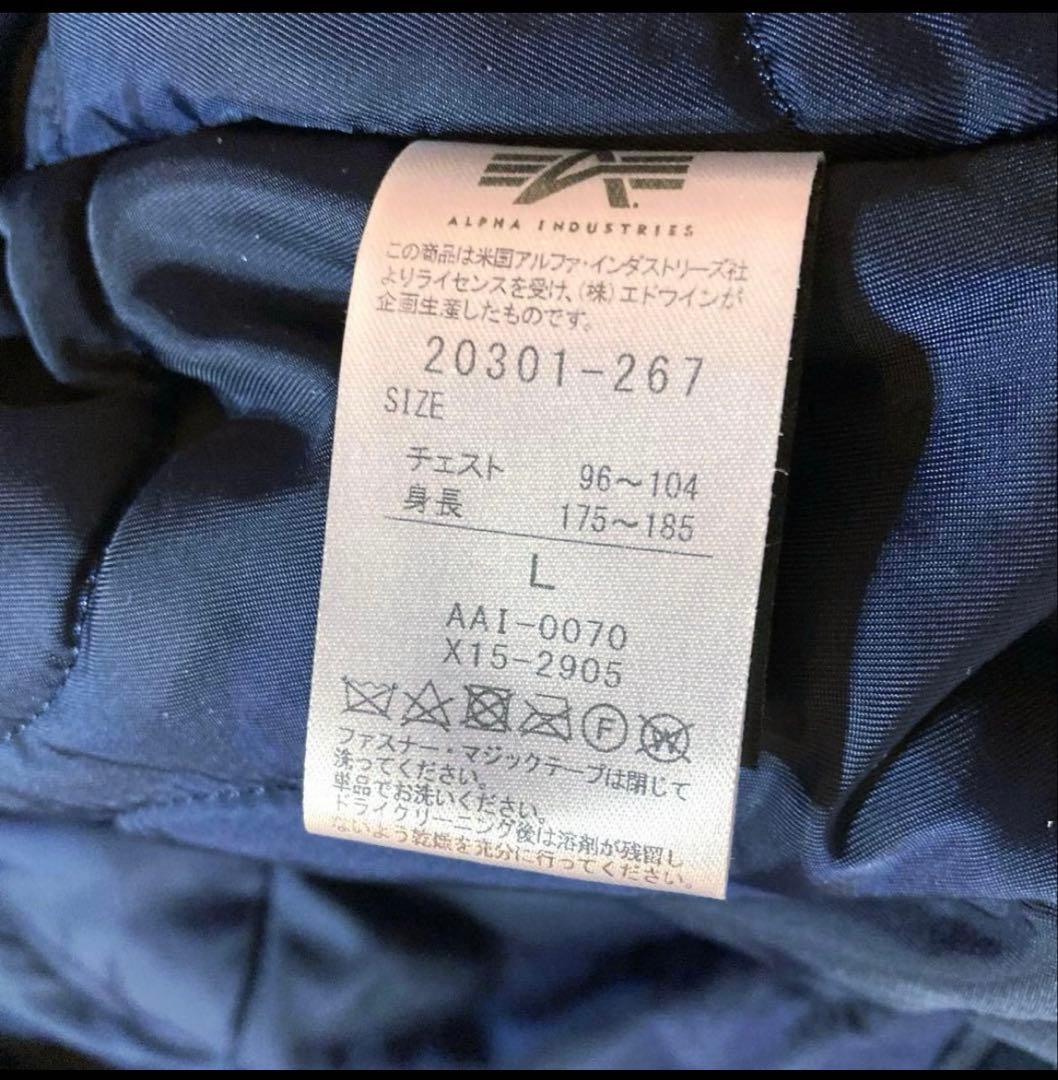 ALPHA INDUSTRIES
この商品は米国アルファ・インダストリーズ社
よりライセンスを受け、(株)エドウインが
企画生産したものです。
20301-267
SIZE
チェスト 96～104
身長 175～185
L
AAI-0070
X15-2905
F W
ファスナー・マジックテープは閉じて
洗ってください。
単品でお洗いください。
ドライクリーニング後は溶剤が残留し
ないよう乾燥を充分に行ってください。